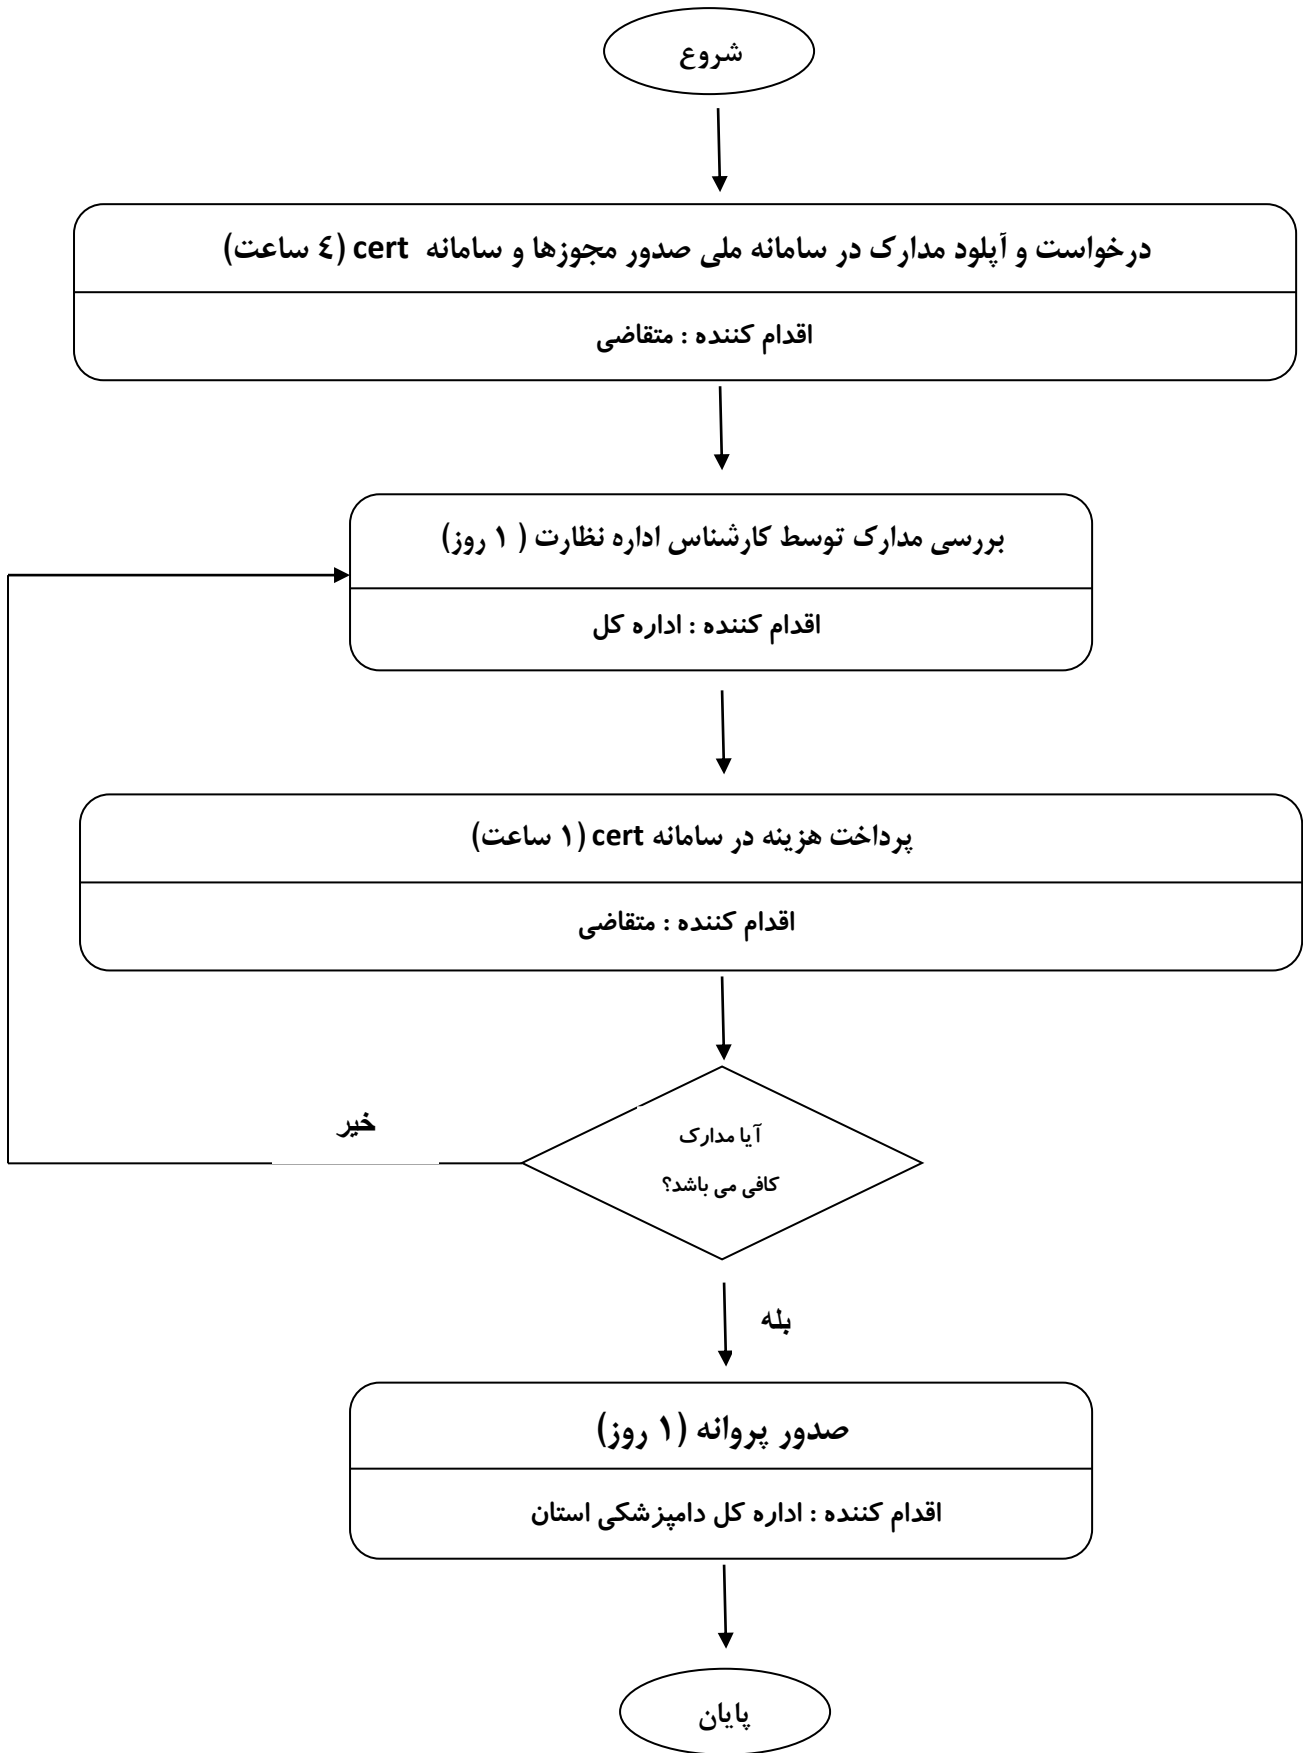 شروع
درخواست و آپلود مدارک در سامانه ملی صدور مجوزها و سامانه cert (٤ ساعت)
اقدام کننده : متقاضی
بررسی مدارک توسط کارشناس اداره نظارت ( ۱ روز)
اقدام کننده : اداره کل
پرداخت هزینه در سامانه cert (۱ ساعت)
اقدام کننده : متقاضی
خیر
آیا مدارک
کافی می باشد؟
بله
صدور پروانه (۱ روز)
اقدام کننده : اداره کل دامپزشکی استان
پایان